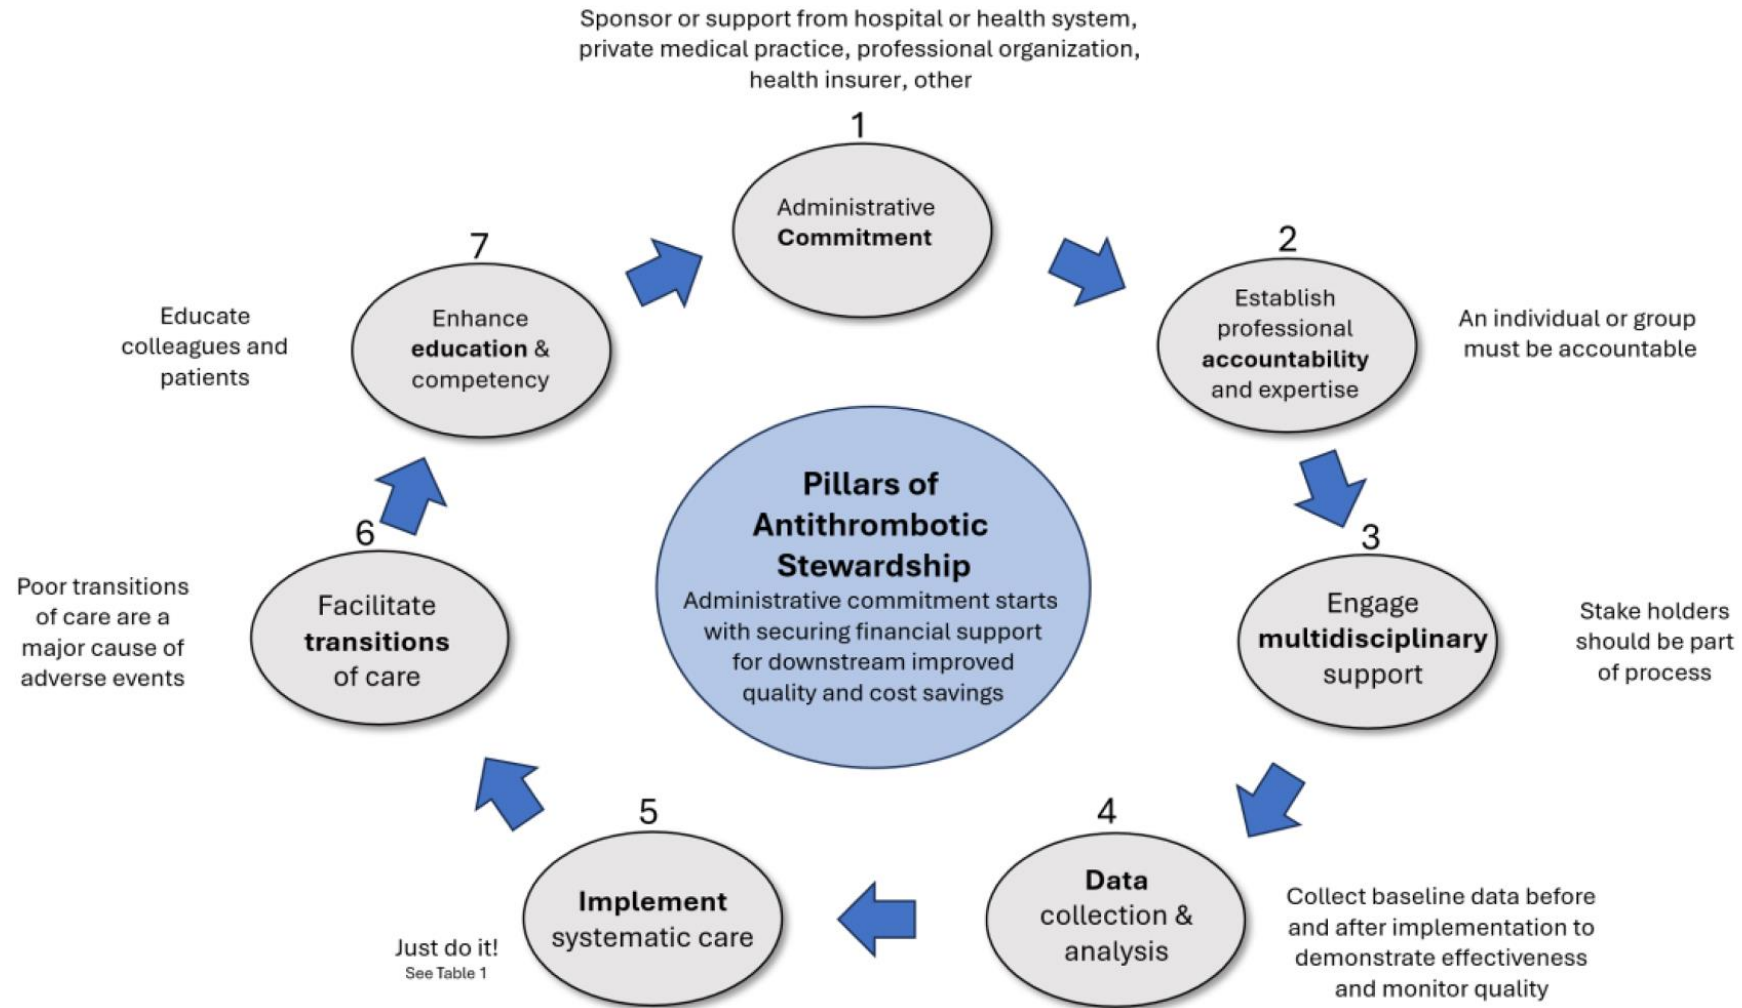 Sponsor or support from hospital or health system,
private medical practice, professional organization,
health insurer, other
1
Administrative
Commitment
2
Establish
professional
accountability
and expertise
An individual or group
must be accountable
3
Engage
multidisciplinary
support
Stake holders
should be part
of process
4
Data
collection &
analysis
Collect baseline data before
and after implementation to
demonstrate effectiveness
and monitor quality
5
Implement
systematic care
Just do it!
See Table 1
6
Facilitate
transitions
of care
Poor transitions
of care are a
major cause of
adverse events
7
Enhance
education &
competency
Educate
colleagues and
patients
Pillars of
Antithrombotic
Stewardship
Administrative commitment starts
with securing financial support
for downstream improved
quality and cost savings